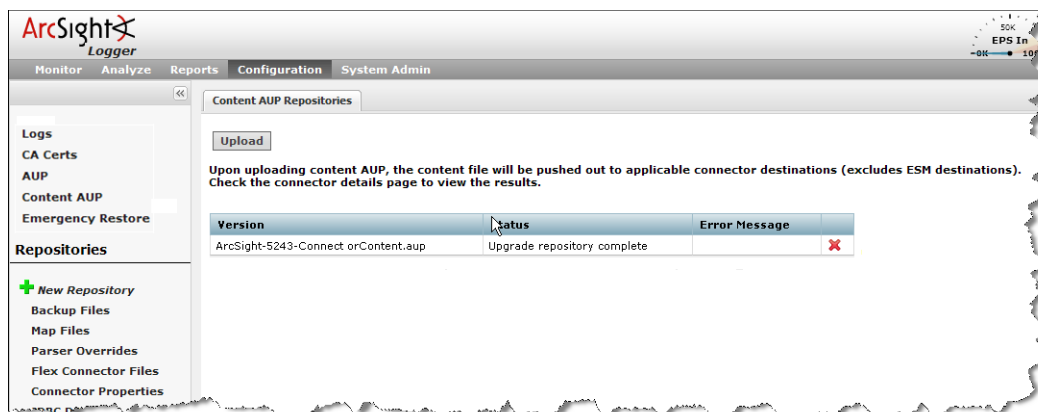 ArcSight
Logger
50K
EPS In
-0K
Monitor Analyze Reports Configuration System Admin
Content AUP Repositories
Upload
Upon uploading content AUP, the content file will be pushed out to applicable connector destinations (excludes ESM destinations).
Check the connector details page to view the results.
Version Status Error Message
ArcSight-5243-Connect orContent.aup Upgrade repository complete
Logs
CA Certs
AUP
Content AUP
Emergency Restore
Repositories
New Repository
Backup Files
Map Files
Parser Overrides
Flex Connector Files
Connector Properties